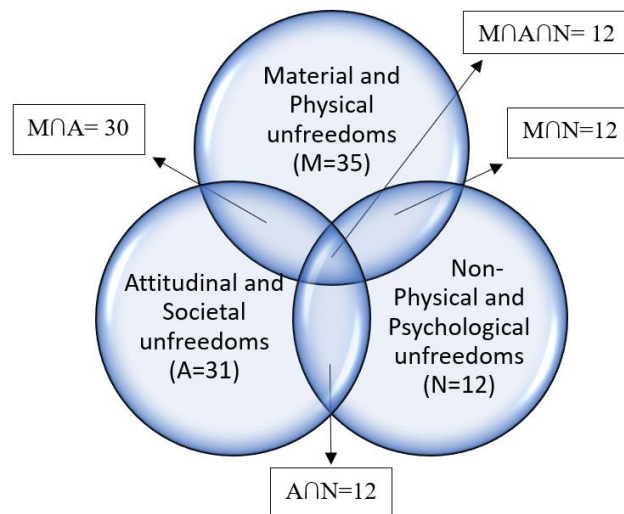 M∩A∩N= 12
Material and
Physical
unfreedoms
(M=35)
M∩A= 30
M∩N=12
Attitudinal and
Societal
unfreedoms
(A=31)
Non-
Physical and
Psychological
unfreedoms
(N=12)
A∩N=12